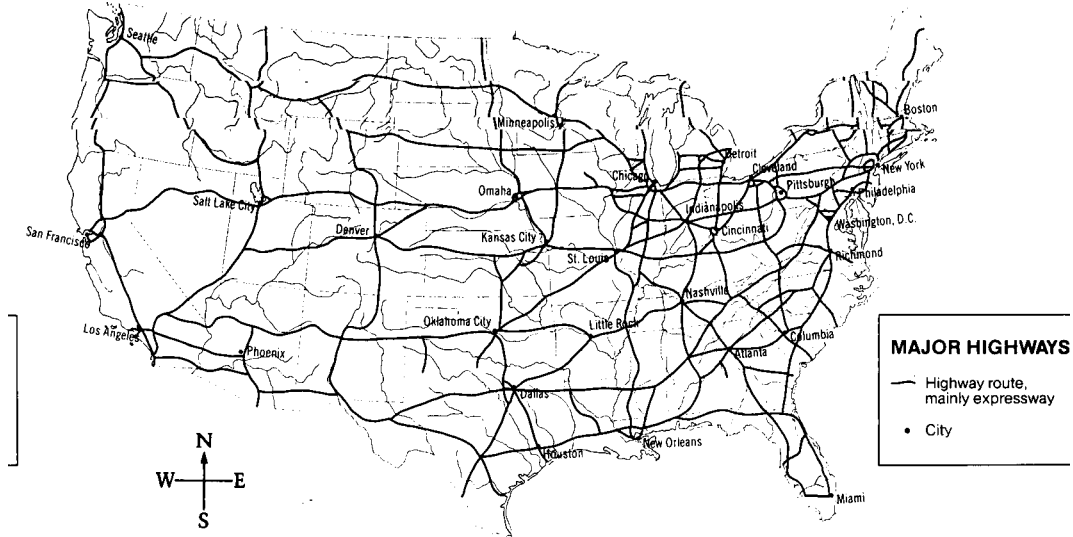 Seattle
Minneapolis
Boston
Detroit
Chicago
Cleveland
New York
Pittsburgh
Omaha
Philadelphia
Salt Lake City
Indianapolis
Washington, D.C.
San Francisco
Denver
Kansas City
Cincinnati
St. Louis
Richmond
Nashville
Los Angeles
Oklahoma City
Little Rock
Columbia
Phoenix
Atlanta
Dallas
New Orleans
Houston
Miami
N
W E
S
MAJOR HIGHWAYS
Highway route,
mainly expressway
City